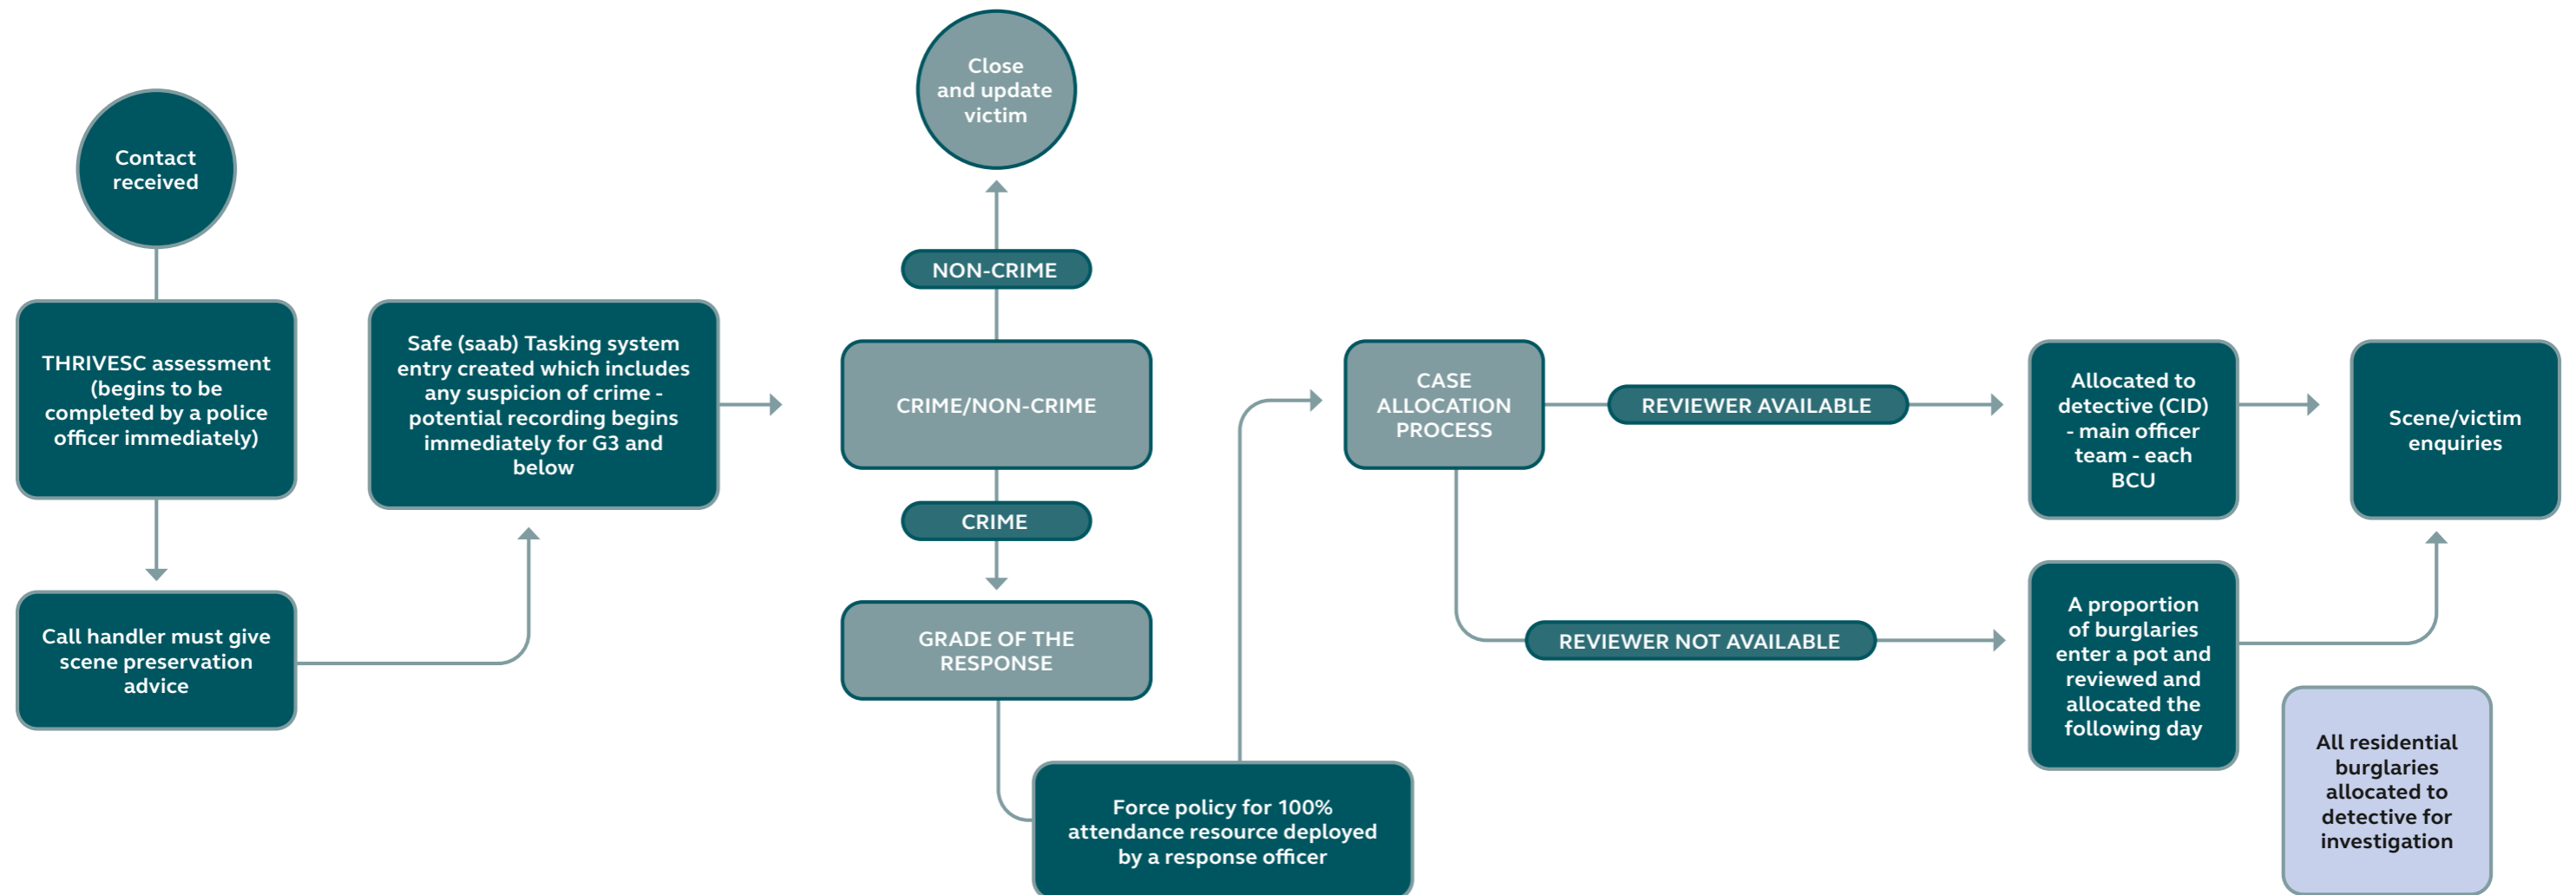 Contact
received
THRIVESC assessment
(begins to be
completed by a police
officer immediately)
Call handler must give
scene preservation
advice
Safe (saab) Tasking system
entry created which includes
any suspicion of crime -
potential recording begins
immediately for G3 and
below
Close
and update
victim
NON-CRIME
CRIME/NON-CRIME
CRIME
GRADE OF THE
RESPONSE
Force policy for 100%
attendance resource deployed
by a response officer
CASE
ALLOCATION
PROCESS
REVIEWER AVAILABLE
REVIEWER NOT AVAILABLE
Allocated to
detective (CID)
- main officer
team - each
BCU
A proportion
of burglaries
enter a pot and
reviewed and
allocated the
following day
Scene/victim
enquiries
All residential
burglaries
allocated to
detective for
investigation